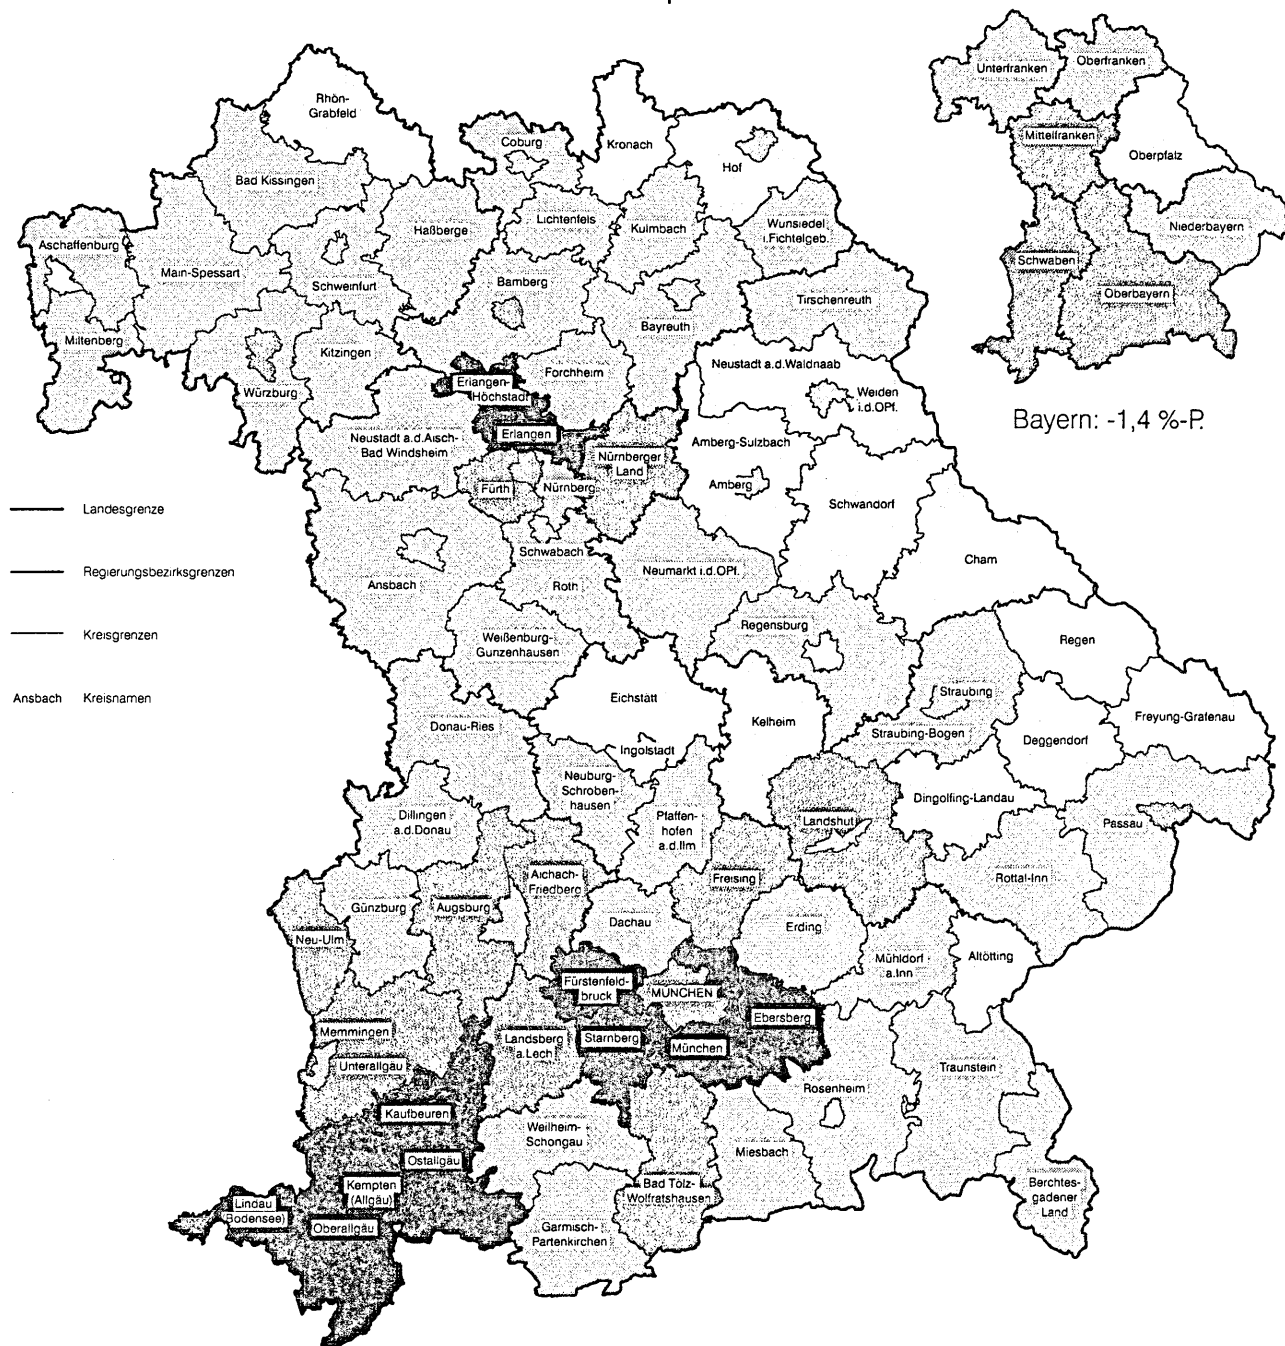 Unterfranken
Oberfranken
Mittelfranken
Oberpfalz
Niederbayern
Schwaben
Oberbayern
Bayern: -1,4 %-P.
Rhön-
Grabfeld
Coburg
Kronach
Hof
Bad Kissingen
Lichtenfels
Kulmbach
Wunsiedel
i.Fichtelgeb.
Haßberge
Aschaffenburg
Main-Spessart
Schweinfurt
Bamberg
Tirschenreuth
Bayreuth
Miltenberg
Kitzingen
Forchheim
Neustadt a.d.Waldnaab
Weiden
i.d.OPf.
Würzburg
Erlangen-
Höchstadt
Erlangen
Neustadt a.d.Aisch-
Bad Windsheim
Nürnberger
Land
Amberg-Sulzbach
Amberg
Fürth
Nürnberg
Schwandorf
Landesgrenze
Regierungsbezirksgrenzen
Kreisgrenzen
Ansbach Kreisnamen
Schwabach
Ansbach
Roth
Neumarkt i.d.OPf.
Cham
Weißenburg-
Gunzenhausen
Regensburg
Regen
Eichstätt
Straubing
Donau-Ries
Kelheim
Straubing-Bogen
Freyung-Grafenau
Ingolstadt
Deggendorf
Neuburg-
Schroben-
hausen
Dingolfing-Landau
Dillingen
a.d.Donau
Pfaffen-
hofen
a.d.Ilm
Landshut
Passau
Aichach-
Friedberg
Freising
Rottal-Inn
Günzburg
Augsburg
Dachau
Erding
Neu-Ulm
Mühldorf
a.Inn
Altötting
Fürstenfeld-
bruck
MÜNCHEN
Ebersberg
Memmingen
Landsberg
a.Lech
Starnberg
München
Unterallgäu
Traunstein
Rosenheim
Kaufbeuren
Weilheim-
Schongau
Miesbach
Ostallgäu
Kempten
(Allgäu)
Bad Tölz-
Wolfratshausen
Berchtes-
gadener
Land
Lindau
(Bodensee)
Oberallgäu
Garmisch-
Partenkirchen